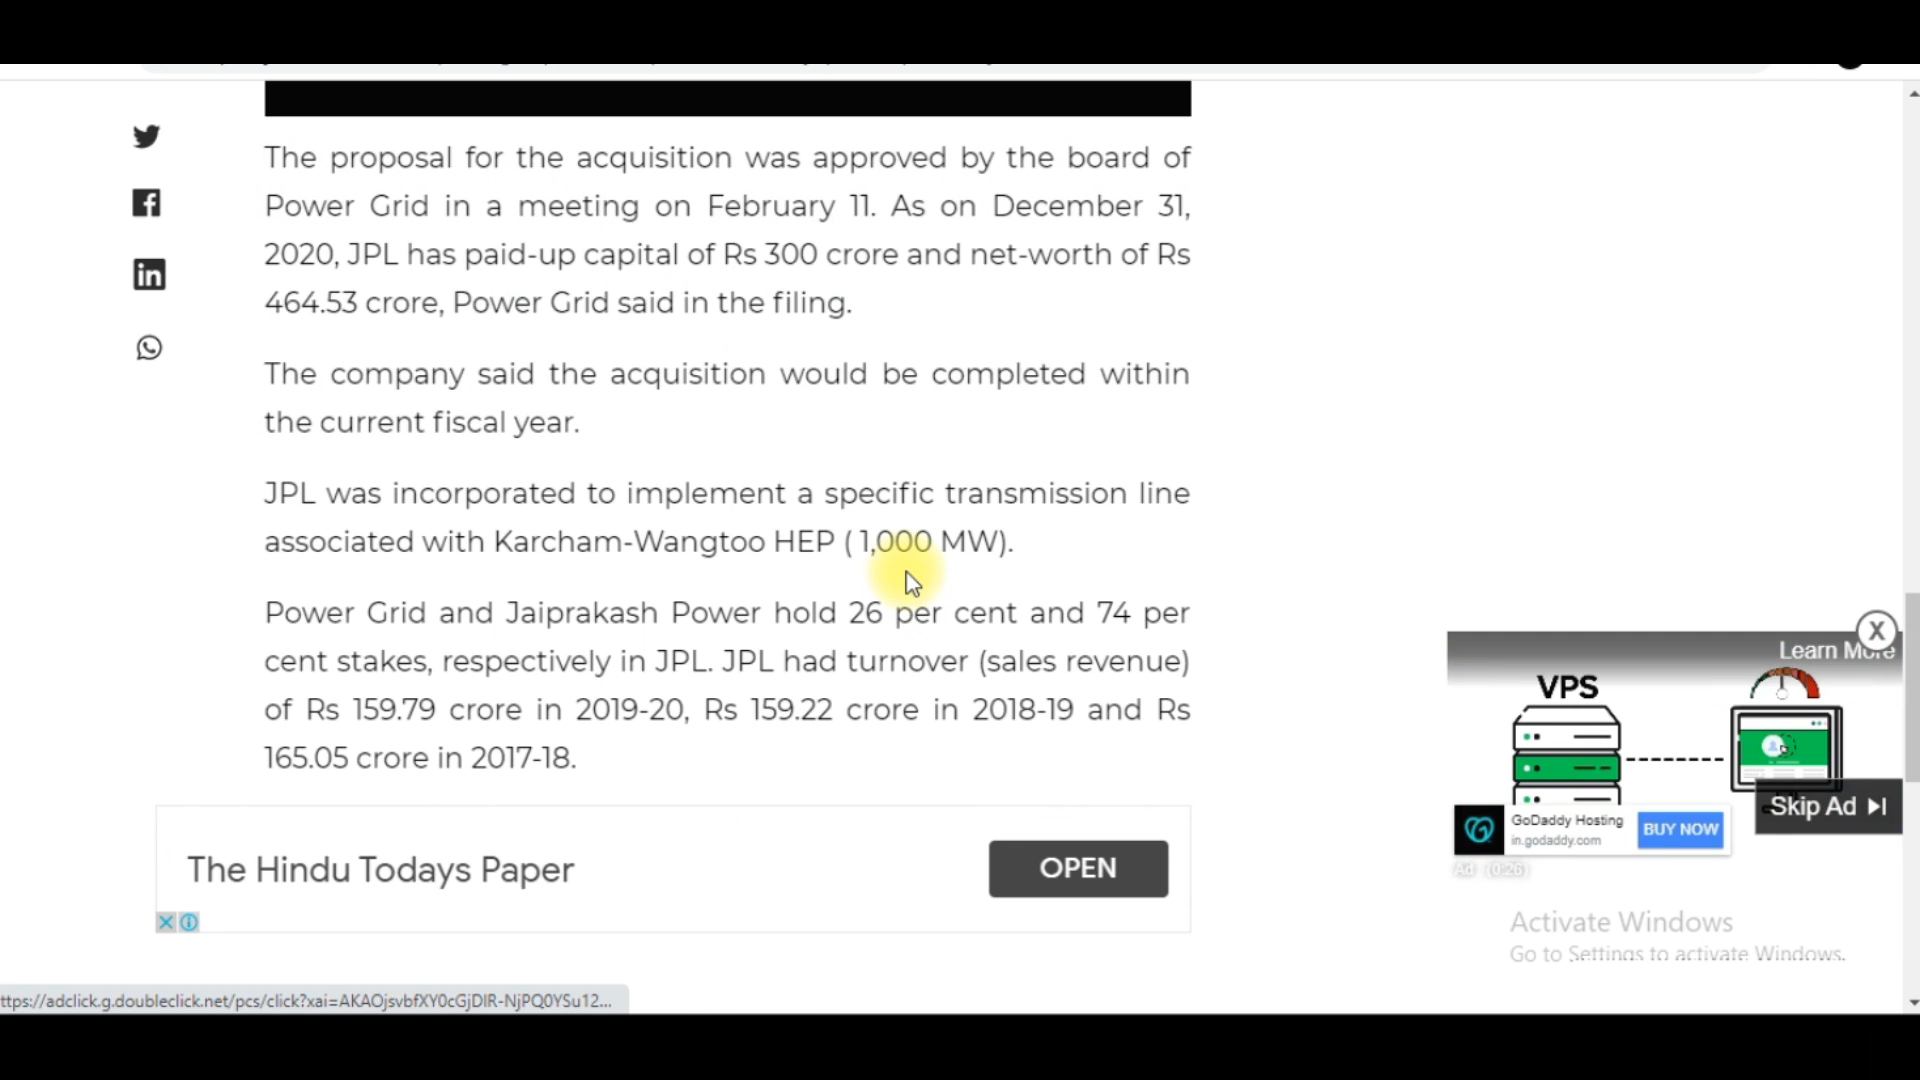 The proposal for the acquisition was approved by the board of
Power Grid in a meeting on February 11. As on December 31,
2020, JPL has paid-up capital of Rs 300 crore and net-worth of Rs
464.53 crore, Power Grid said in the filing.
The company said the acquisition would be completed within
the current fiscal year.
JPL was incorporated to implement a specific transmission line
associated with Karcham-Wangtoo HEP ( 1,000 MW).
Power Grid and Jaiprakash Power hold 26 per cent and 74 per
cent stakes, respectively in JPL. JPL had turnover (sales revenue)
of Rs 159.79 crore in 2019-20, Rs 159.22 crore in 2018-19 and Rs
165.05 crore in 2017-18.
The Hindu Todays Paper
OPEN
X
Learn More
VPS
Skip Ad
GoDaddy Hosting
in.godaddy.com
BUY NOW
Ad (0:26)
Activate Windows
Go to Settings to activate Windows.
ttps://adclick.g.doubleclick.net/pcs/click?xai=AKAOjsvbfXY0cGjDIR-NjPQ0YSu12...